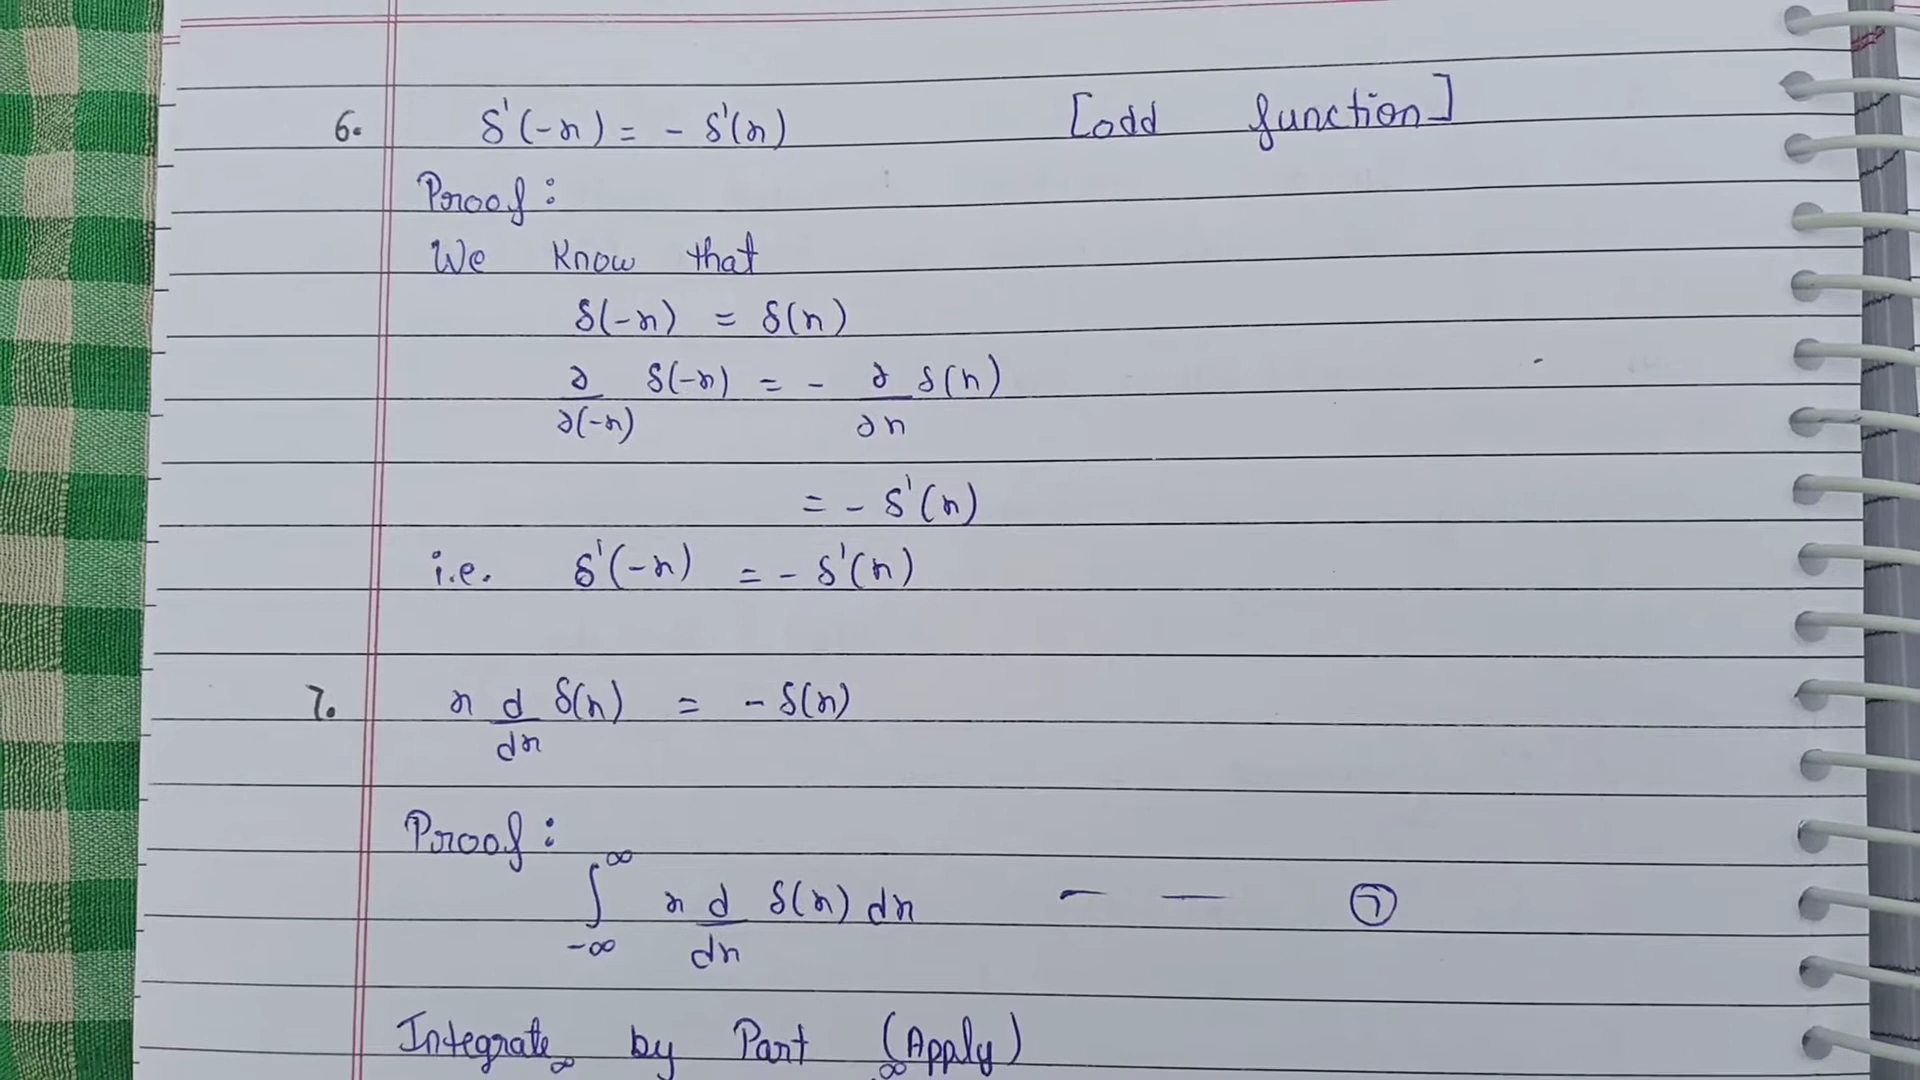 6. δ'(-x) = - δ'(x) [odd function]
Proof:
We Know that
δ(-x) = δ(x)
∂/∂(-x) δ(-x) = - ∂/∂x δ(x)
= - δ'(x)
i.e. δ'(-x) = - δ'(x)
7. x d/dx δ(x) = - δ(x)
Proof:
∫_{-∞}^{∞} x d/dx δ(x) dx — — ⑦
Integrate by Part (Apply)
∞ ∞